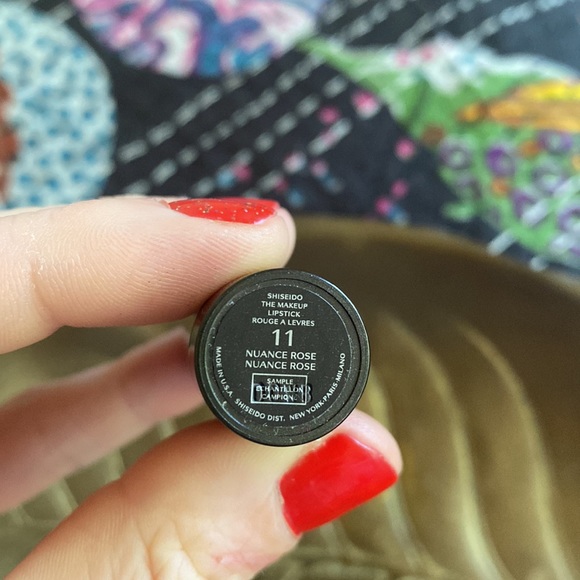 SHISEIDO
THE MAKEUP
LIPSTICK
ROUGE A LEVRES
11
NUANCE ROSE
NUANCE ROSE
SAMPLE
ECHANTILLON
CAMPION
MADE IN U.S.A. SHISEIDO DIST. NEW YORK·PARIS·MILANO